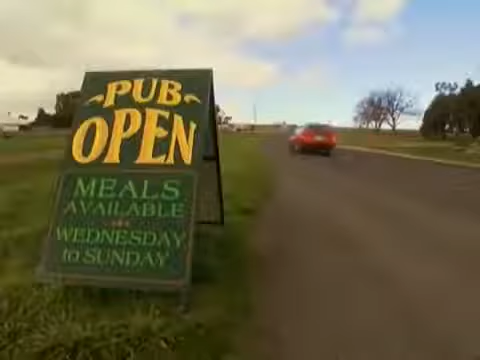 PUB
OPEN
MEALS
AVAILABLE
WEDNESDAY
to SUNDAY